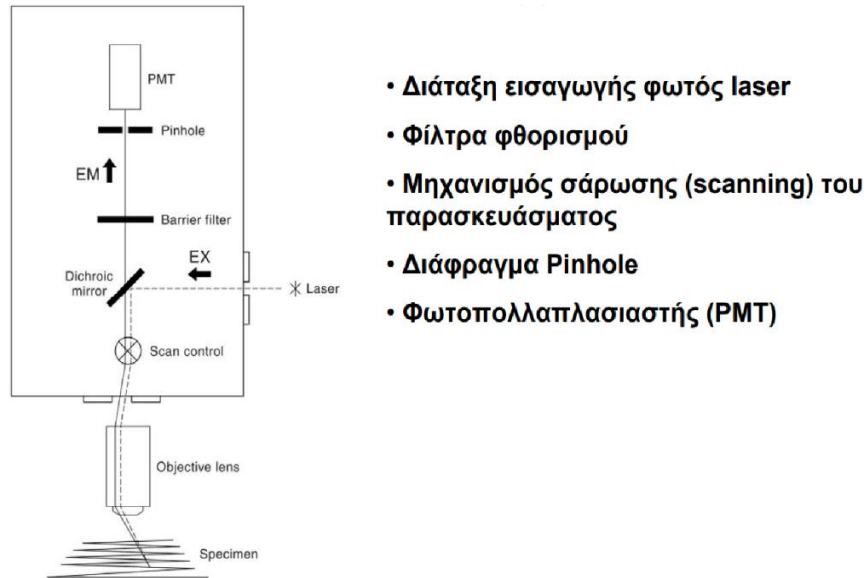 PMT
Pinhole
EM
Barrier filter
EX
Dichroic
mirror
Laser
Scan control
Objective lens
Specimen
• Διάταξη εισαγωγής φωτός laser
• Φίλτρα φθορισμού
• Μηχανισμός σάρωσης (scanning) του
παρασκευάσματος
• Διάφραγμα Pinhole
• Φωτοπολλαπλασιαστής (PMT)